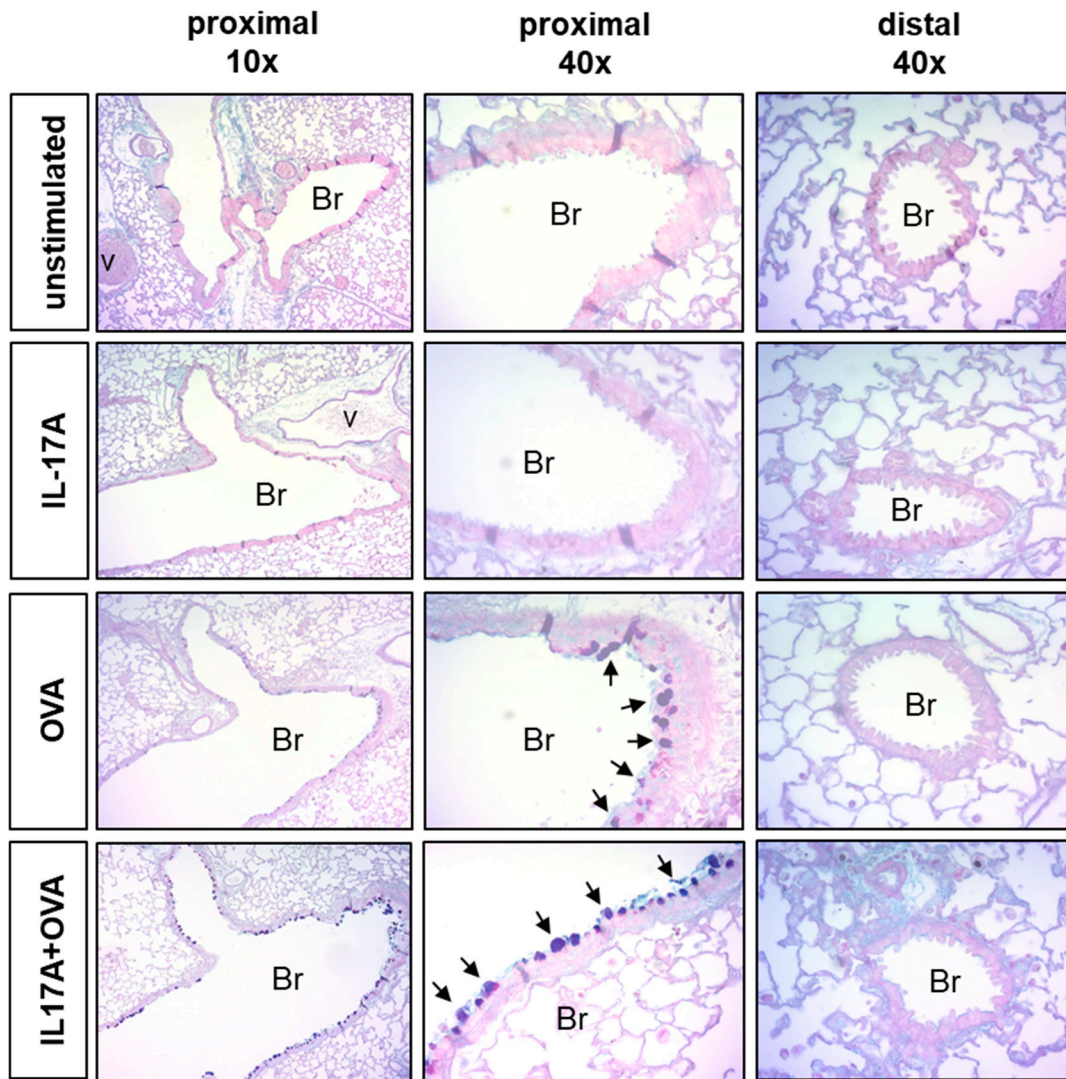 proximal
10x
proximal
40x
distal
40x
unstimulated
Br
v
Br
Br
IL-17A
Br
v
Br
Br
OVA
Br
Br
Br
IL17A+OVA
Br
Br
Br